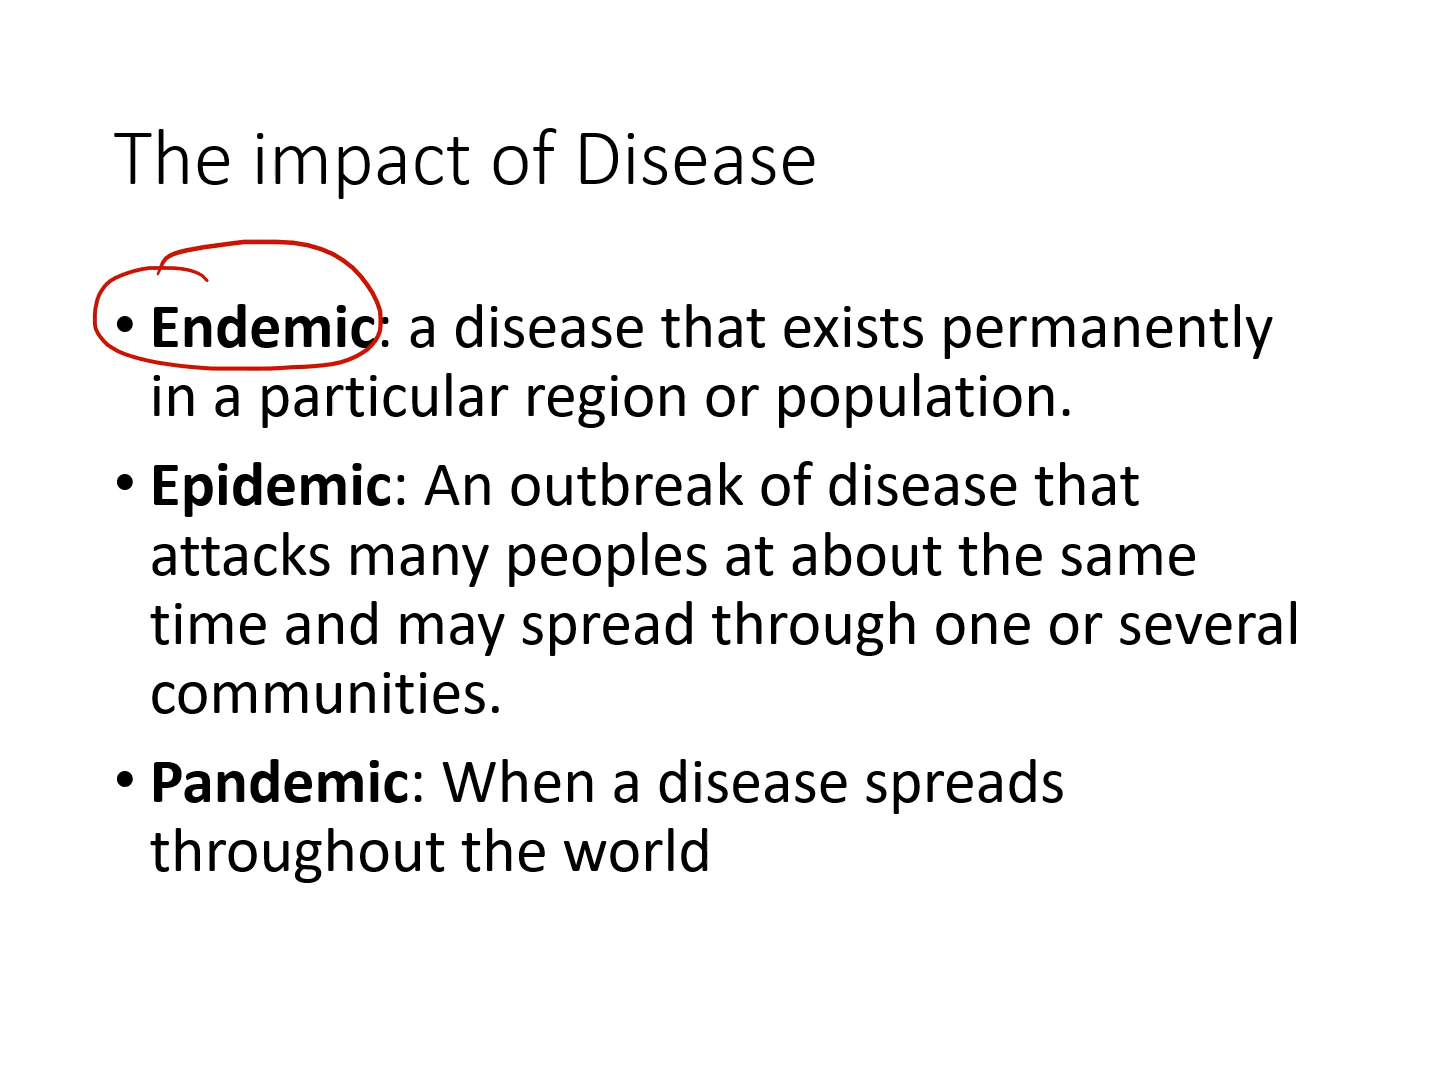 The impact of Disease
• Endemic: a disease that exists permanently
in a particular region or population.
• Epidemic: An outbreak of disease that
attacks many peoples at about the same
time and may spread through one or several
communities.
• Pandemic: When a disease spreads
throughout the world